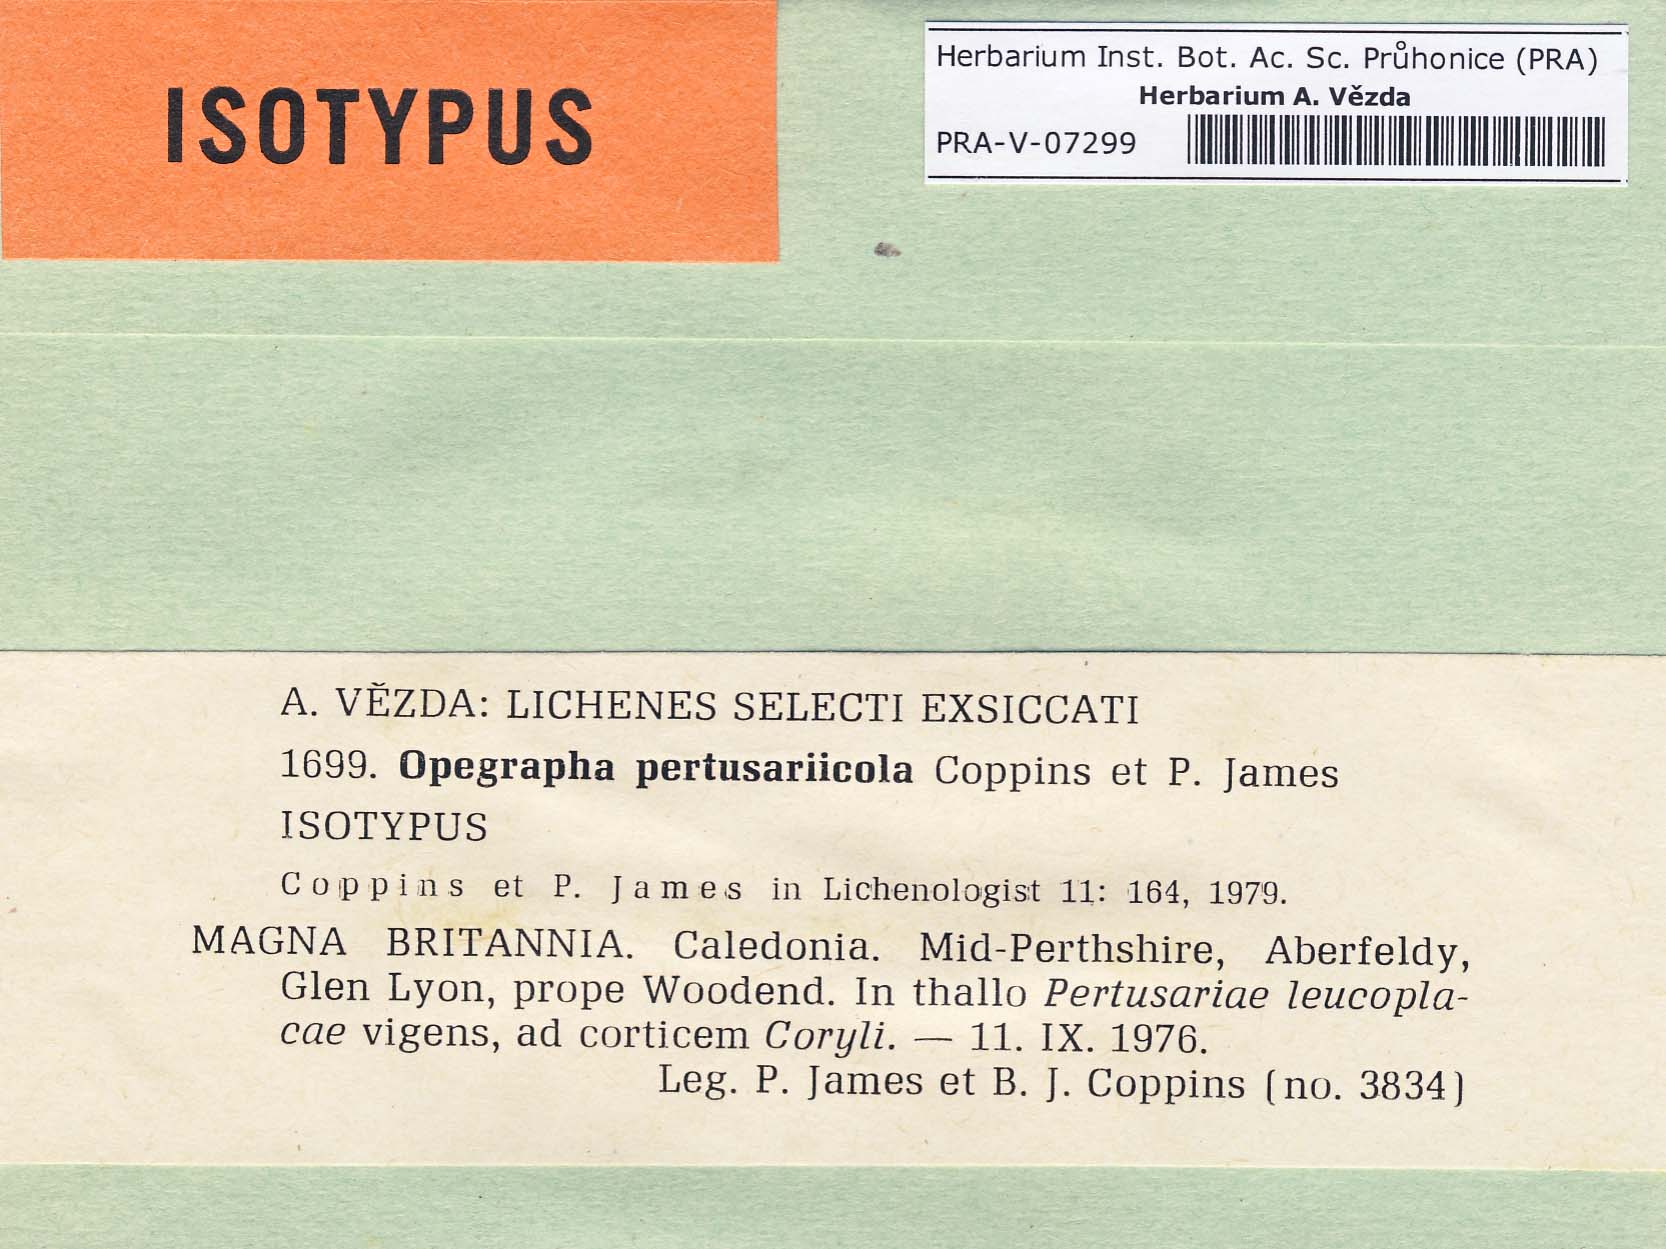 ISOTYPUS
Herbarium Inst. Bot. Ac. Sc. Průhonice (PRA)
Herbarium A. Vězda
PRA-V-07299
A. VĚZDA: LICHENES SELECTI EXSICCATI
1699. Opegrapha pertusariicola Coppins et P. James
ISOTYPUS
Coppins et P. James in Lichenologist 11: 164, 1979.
MAGNA BRITANNIA. Caledonia. Mid-Perthshire, Aberfeldy,
Glen Lyon, prope Woodend. In thallo Pertusariae leucopla-
cae vigens, ad corticem Coryli. — 11. IX. 1976.
Leg. P. James et B. J. Coppins (no. 3834)